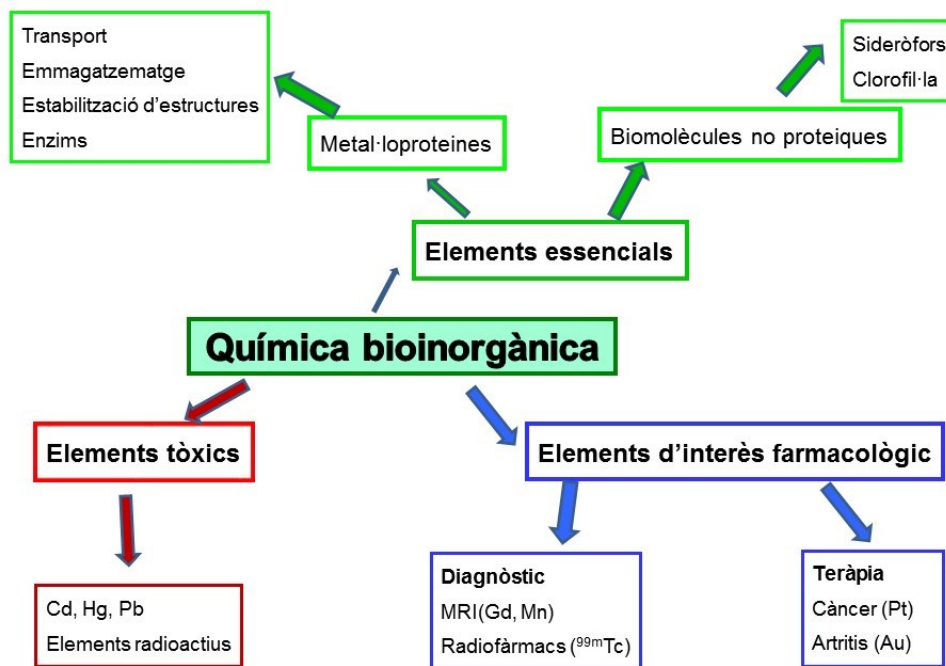 Transport
Emmagatzematge
Estabilització d’estructures
Enzims
Sideròfors
Clorofil·la
Metal·loproteines
Biomolècules no proteiques
Elements essencials
Química bioinorgànica
Elements tòxics
Elements d’interès farmacològic
Cd, Hg, Pb
Elements radioactius
Diagnòstic
MRI(Gd, Mn)
Radiofàrmacs (⁹⁹ᵐTc)
Teràpia
Càncer (Pt)
Artritis (Au)